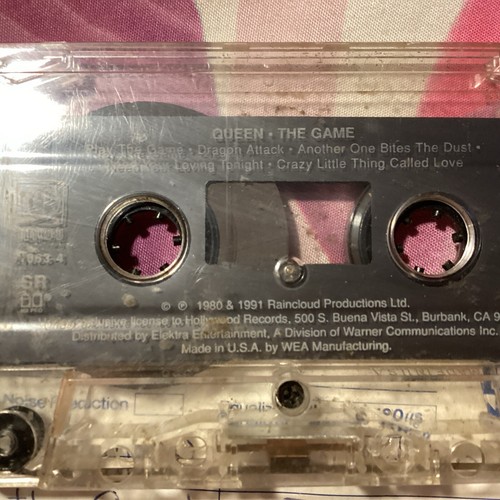 QUEEN • THE GAME
Play The Game • Dragon Attack • Another One Bites The Dust •
Loving Tonight • Crazy Little Thing Called Love
SR
© ℗ 1980 & 1991 Raincloud Productions Ltd.
license to Hollywood Records, 500 S. Buena Vista St., Burbank, CA 9
Distributed by Elektra Entertainment, A Division of Warner Communications Inc.
Made in U.S.A. by WEA Manufacturing.
Noise Reduction